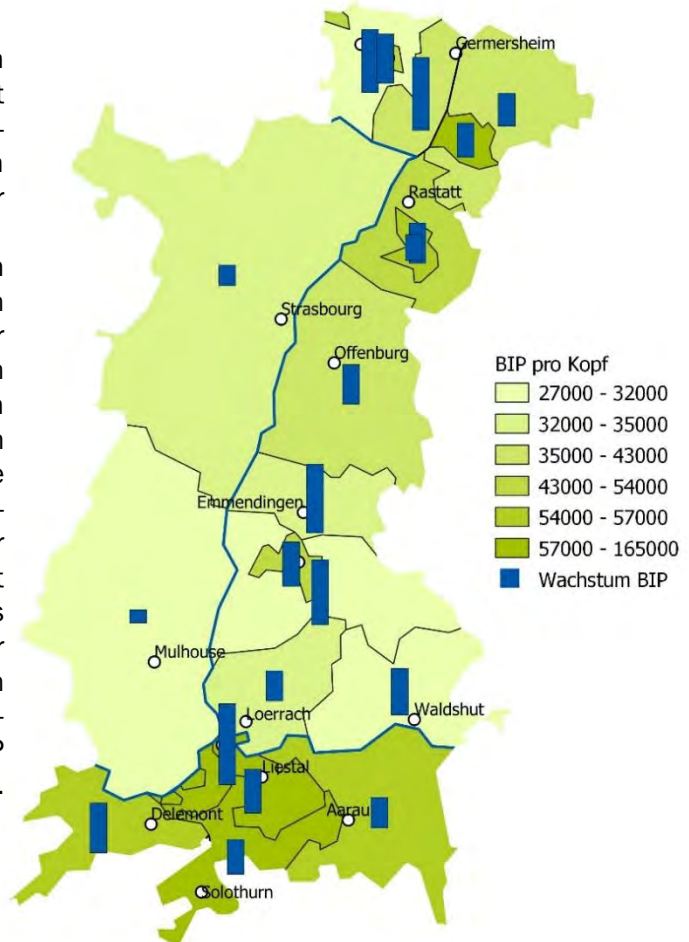 Germersheim
Rastatt
Strasbourg
Offenburg
Emmendingen
Mulhouse
Loerrach
Waldshut
Liestal
Delemont
Aarau
Solothurn
BIP pro Kopf
27000 - 32000
32000 - 35000
35000 - 43000
43000 - 54000
54000 - 57000
57000 - 165000
Wachstum BIP